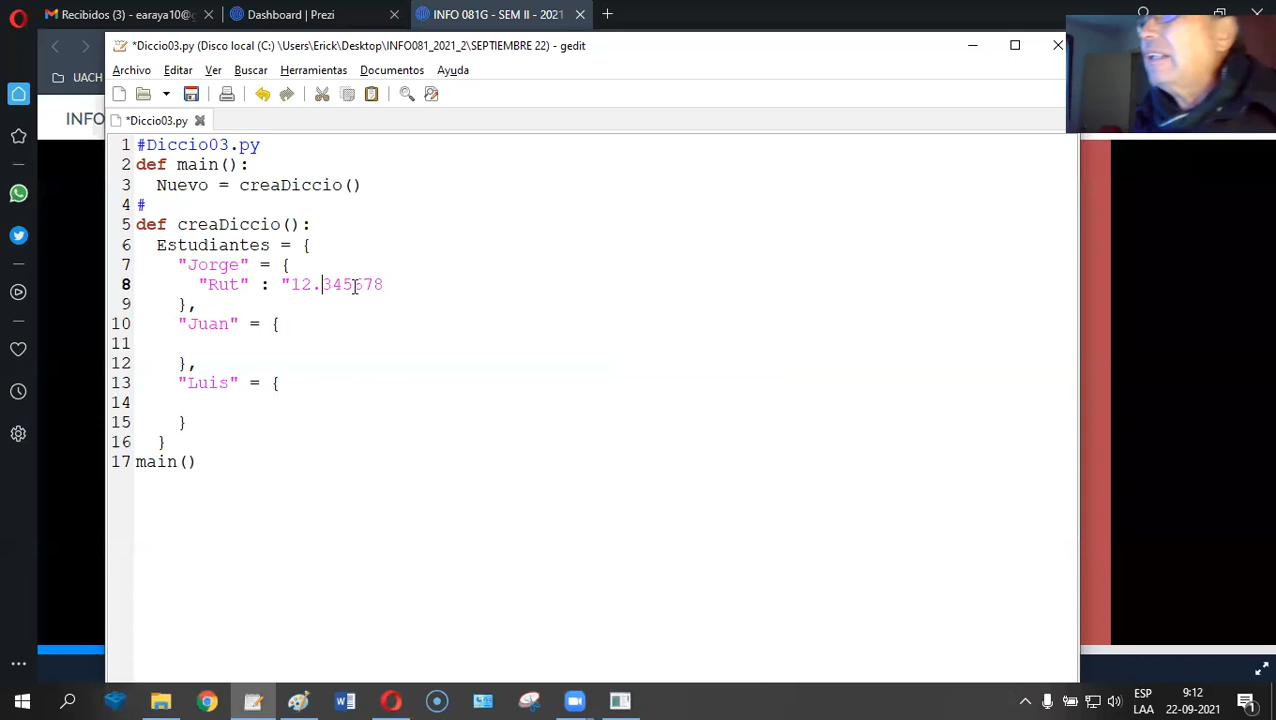 Recibidos (3) - earaya10@g
Dashboard | Prezi
INFO 081G - SEM II - 2021
*Diccio03.py (Disco local (C:) \Users\Erick\Desktop\INFO081_2021_2\SEPTIEMBRE 22) - gedit
UACH
Archivo Editar Ver Buscar Herramientas Documentos Ayuda
INFO
*Diccio03.py
1 #Diccio03.py
2 def main():
3 Nuevo = creaDiccio()
4 #
5 def creaDiccio():
6 Estudiantes = {
7 "Jorge" = {
8 "Rut" : "12.345678
9 },
10 "Juan" = {
11
12 },
13 "Luis" = {
14
15 }
16 }
17 main()
ESP 9:12
LAA 22-09-2021
1